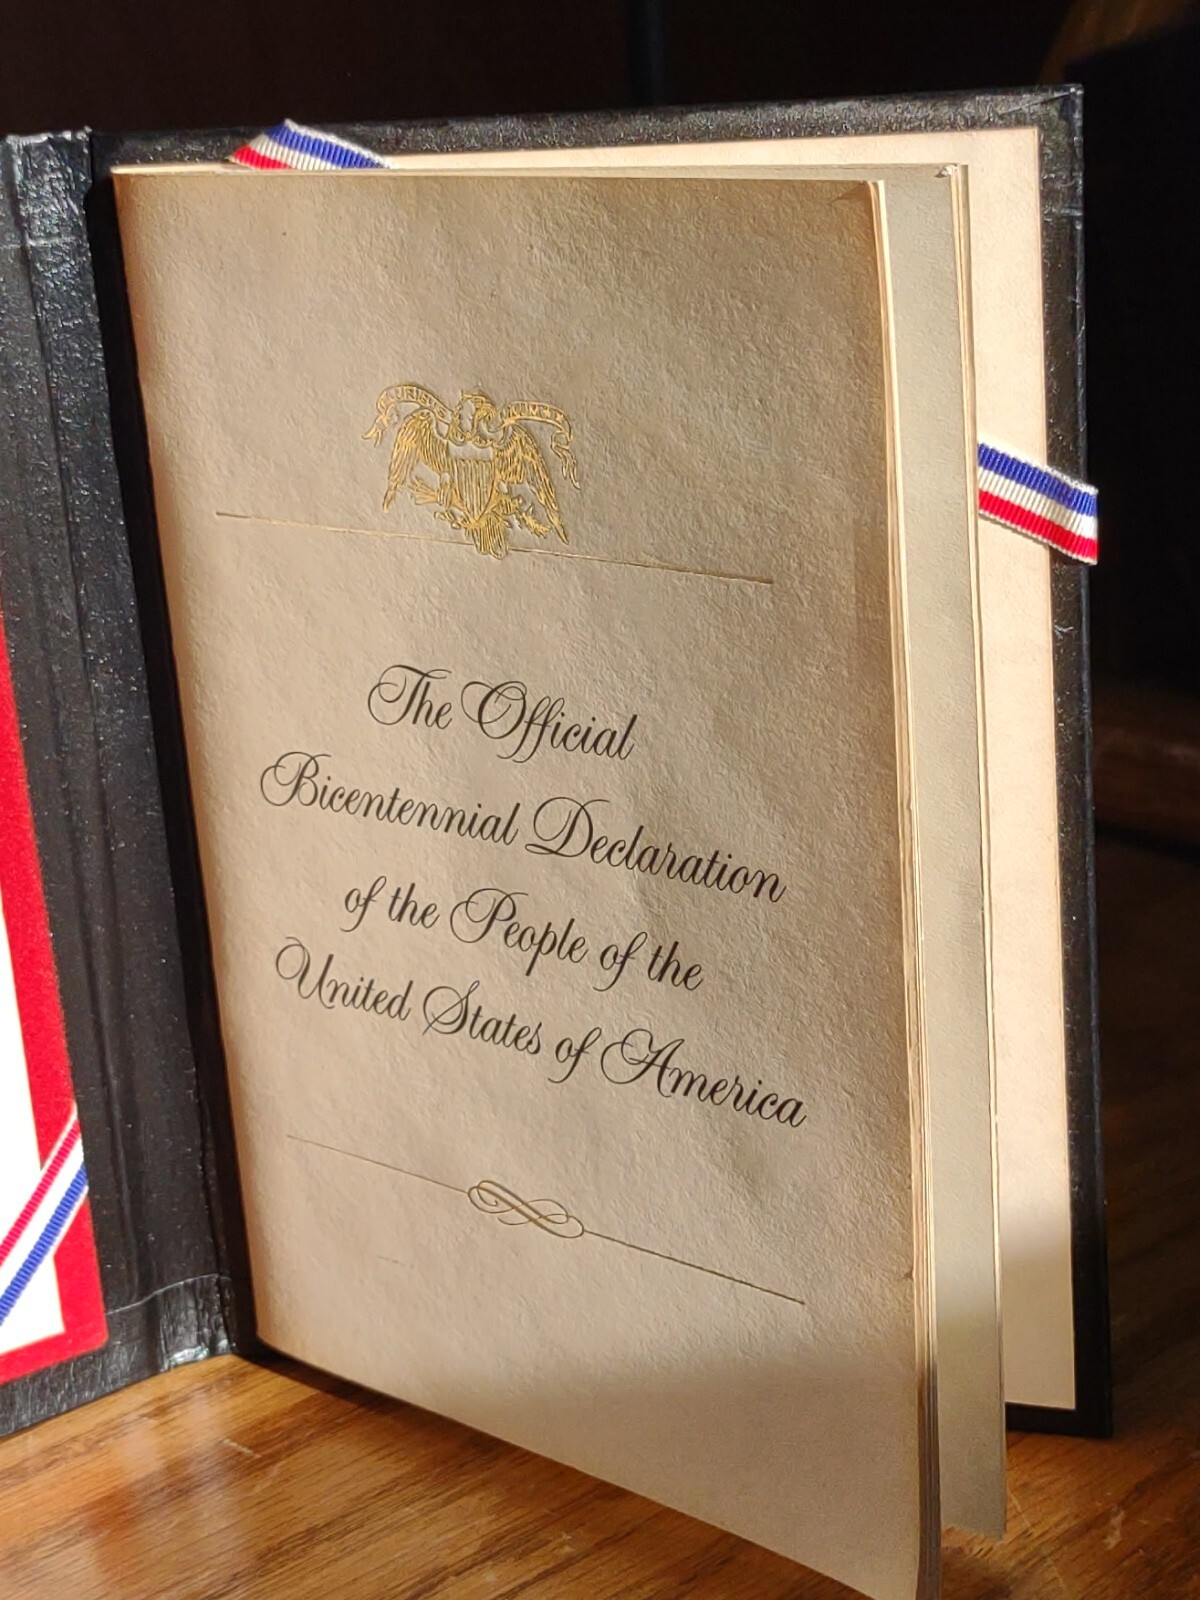 The Official
Bicentennial Declaration
of the People of the
United States of America